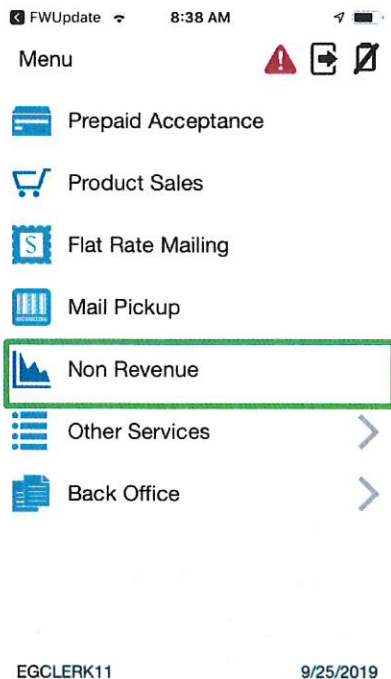 FWUpdate 8:38 AM
Menu
Prepaid Acceptance
Product Sales
S Flat Rate Mailing
Mail Pickup
Non Revenue
Other Services
Back Office
EGCLERK11 9/25/2019